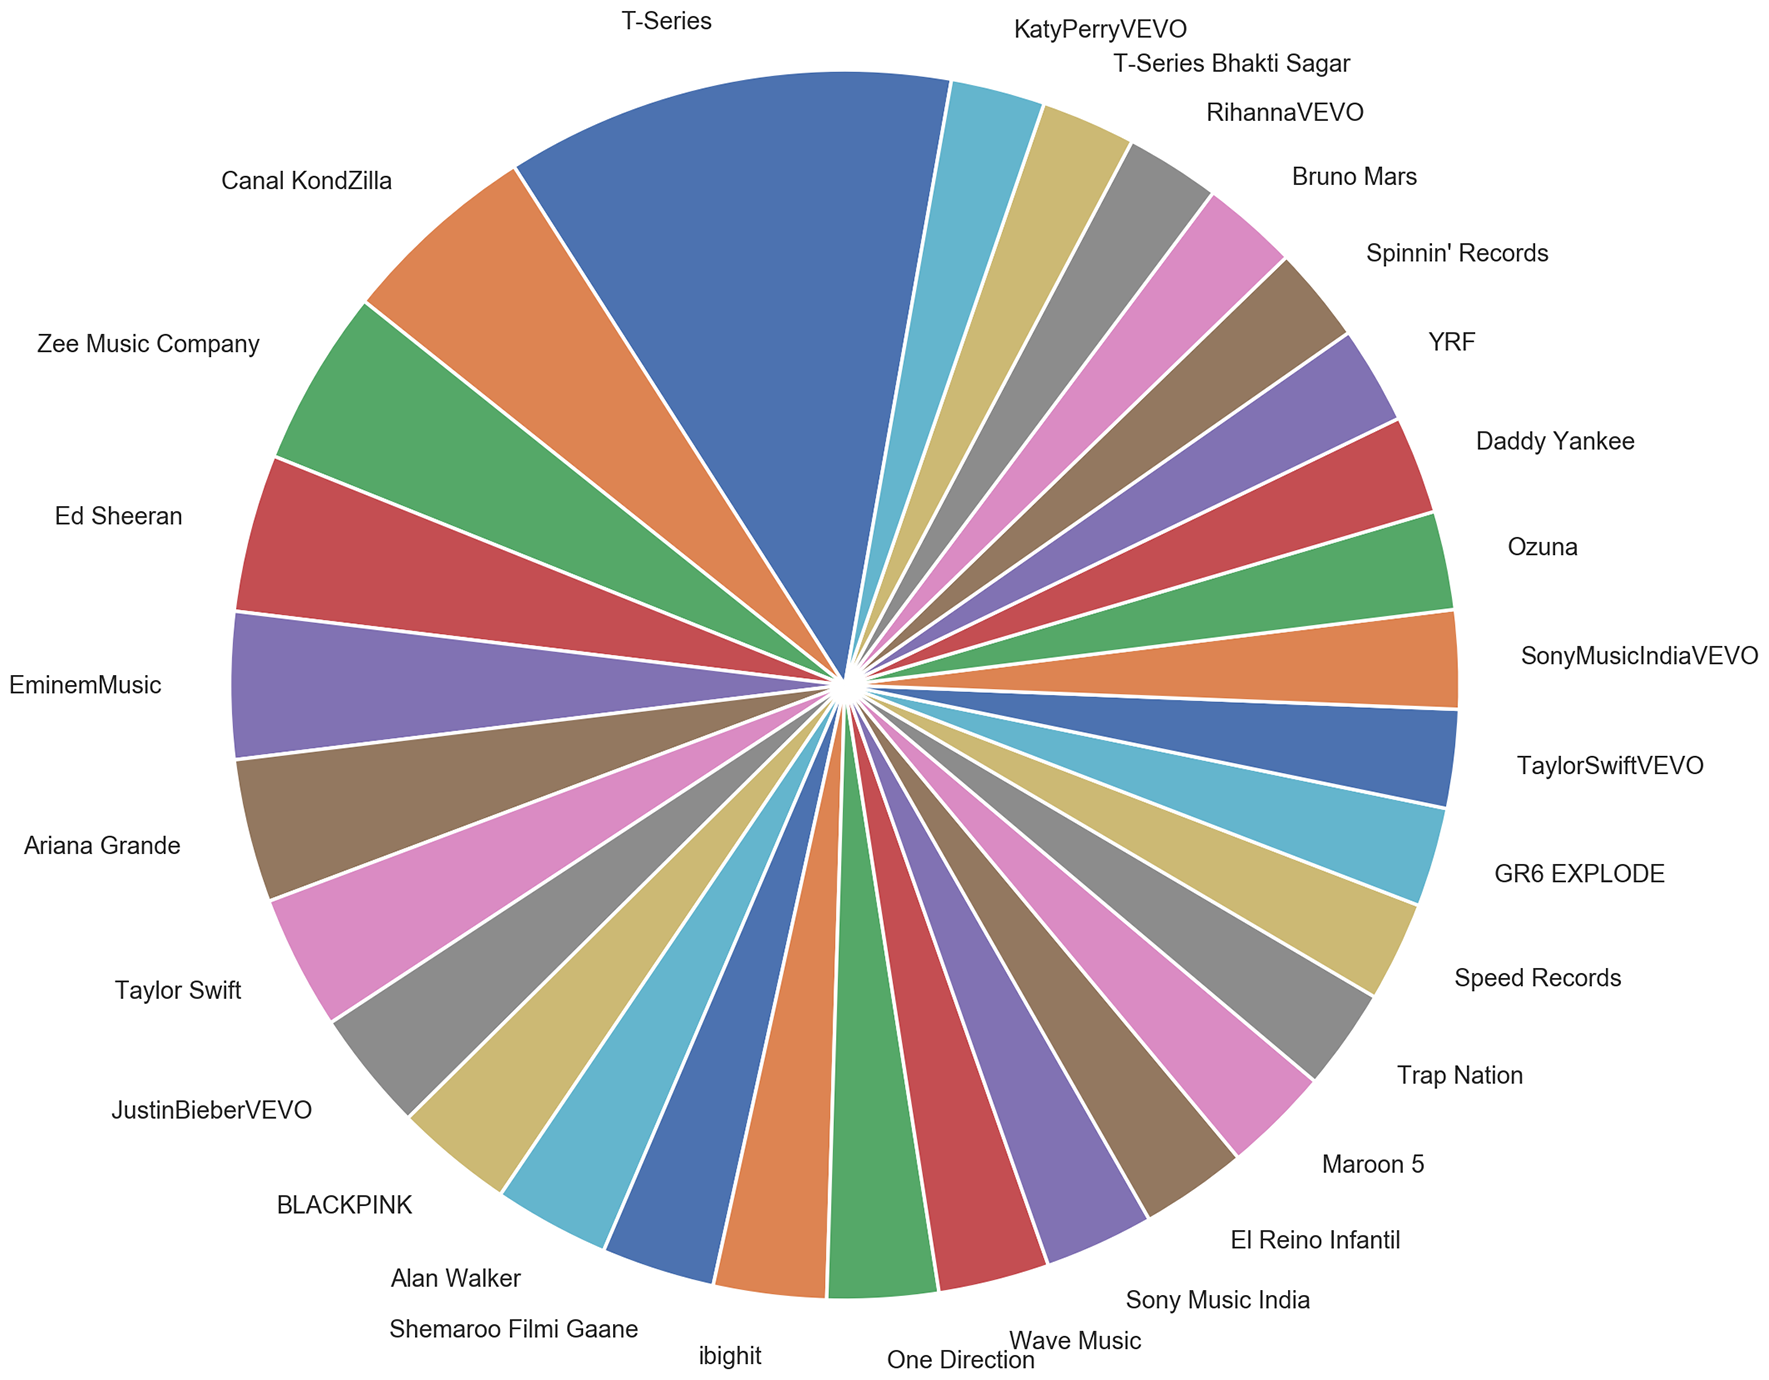 T-Series
KatyPerryVEVO
T-Series Bhakti Sagar
RihannaVEVO
Bruno Mars
Canal KondZilla
Spinnin' Records
YRF
Zee Music Company
Daddy Yankee
Ed Sheeran
Ozuna
SonyMusicIndiaVEVO
EminemMusic
TaylorSwiftVEVO
Ariana Grande
GR6 EXPLODE
Speed Records
Taylor Swift
Trap Nation
JustinBieberVEVO
Maroon 5
BLACKPINK
El Reino Infantil
Alan Walker
Sony Music India
Shemaroo Filmi Gaane
Wave Music
ibighit
One Direction